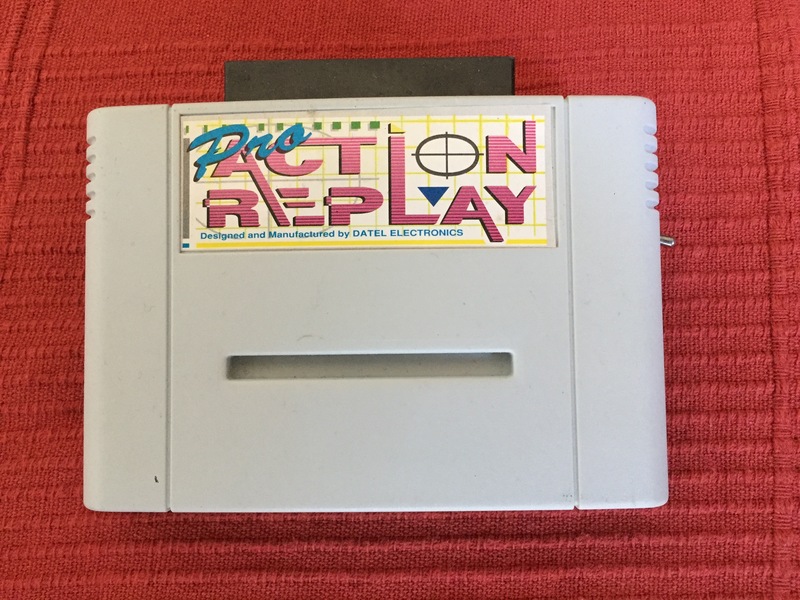 Pro
ACTION
REPLAY
Designed and Manufactured by DATEL ELECTRONICS